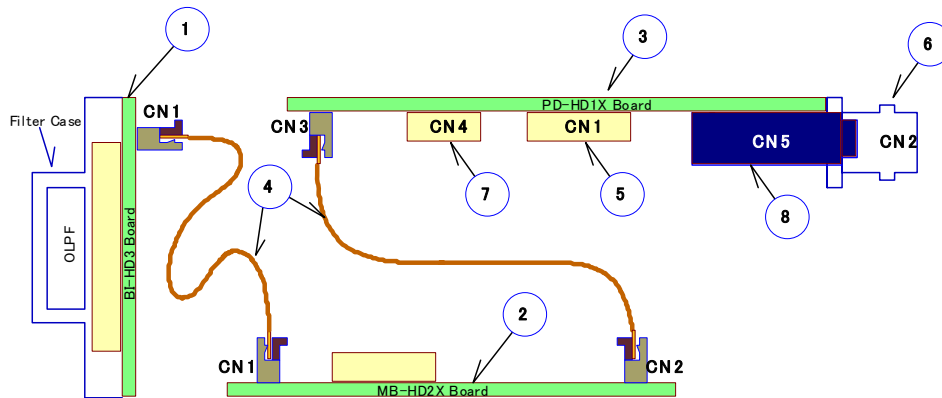 1
3
6
PD-HD1X Board
CN1
Filter Case
CN3
CN4
CN1
CN5
CN2
4
7
5
8
OLPF
BI-HD3 Board
2
CN1
CN2
MB-HD2X Board